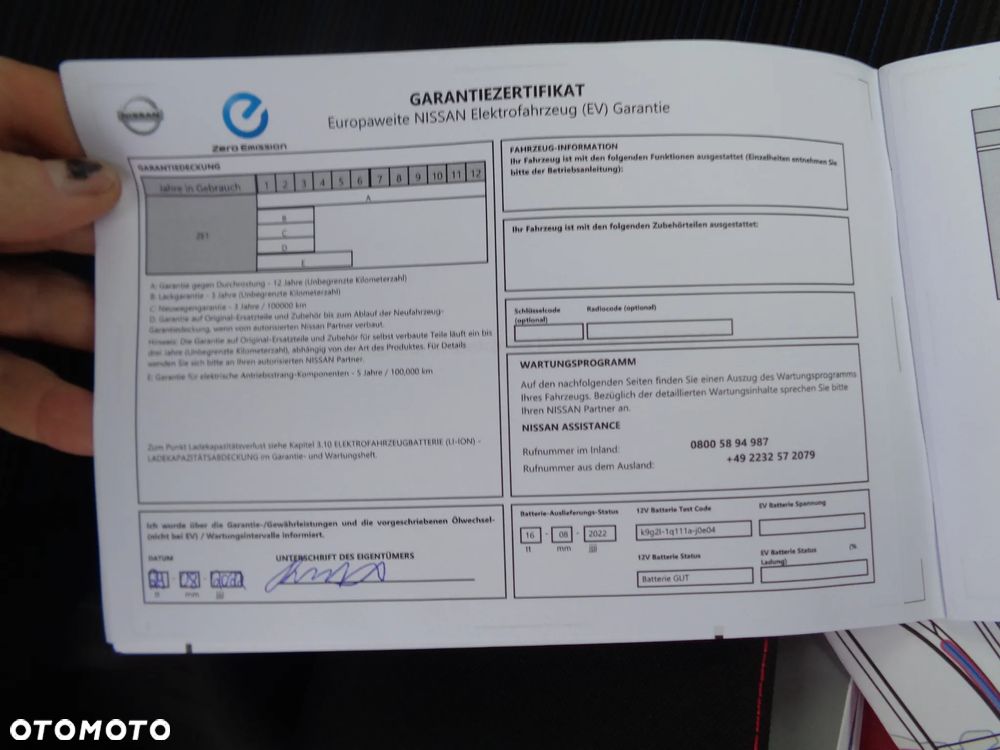 NISSAN
Zero Emission
GARANTIEZERTIFIKAT
Europaweite NISSAN Elektrofahrzeug (EV) Garantie
GARANTIEDECKUNG
Jahre in Gebrauch 1 2 3 4 5 6 7 8 9 10 11 12
ZE1
A
B
C
D
E
A: Garantie gegen Durchrostung - 12 Jahre (Unbegrenzte Kilometerzahl)
B: Lackgarantie - 3 Jahre (Unbegrenzte Kilometerzahl)
C: Neuwagengarantie - 3 Jahre / 100000 km
D: Garantie auf Original-Ersatzteile und Zubehör bis zum Ablauf der Neufahrzeug-
Garantiedeckung, wenn vom autorisierten Nissan Partner verbaut.
Hinweis: Die Garantie auf Original-Ersatzteile und Zubehör für selbst verbaute Teile läuft ein bis
drei Jahre (Unbegrenzte Kilometerzahl), abhängig von der Art des Produktes. Für Details
wenden Sie sich bitte an Ihren autorisierten NISSAN Partner.
E: Garantie für elektrische Antriebsstrang-Komponenten - 5 Jahre / 100,000 km
Zum Punkt Ladekapazitätsverlust siehe Kapitel 3.10 ELEKTROFAHRZEUGBATTERIE (LI-ION) -
LADEKAPAZITÄTSABDECKUNG im Garantie- und Wartungsheft.
Ich wurde über die Garantie-/Gewährleistungen und die vorgeschriebenen Ölwechsel-
(nicht bei EV) / Wartungsintervalle informiert.
DATUM
UNTERSCHRIFT DES EIGENTÜMERS
tt mm jjjj
FAHRZEUG-INFORMATION
Ihr Fahrzeug ist mit den folgenden Funktionen ausgestattet (Einzelheiten entnehmen Sie
bitte der Betriebsanleitung):
Ihr Fahrzeug ist mit den folgenden Zubehörteilen ausgestattet:
Schlüsselcode
(optional)
Radiocode (optional)
WARTUNGSPROGRAMM
Auf den nachfolgenden Seiten finden Sie einen Auszug des Wartungsprogramms
Ihres Fahrzeugs. Bezüglich der detaillierten Wartungsinhalte sprechen Sie bitte
Ihren NISSAN Partner an.
NISSAN ASSISTANCE
Rufnummer im Inland: 0800 58 94 987
Rufnummer aus dem Ausland: +49 2232 57 2079
Batterie-Auslieferungs-Status
16 - 08 - 2022
tt mm jjjj
12V Batterie Test Code
k9g2l-1q111a-j0e04
EV Batterie Spannung
12V Batterie Status
Batterie GUT
EV Batterie Status (%
Ladung)
OTOMOTO